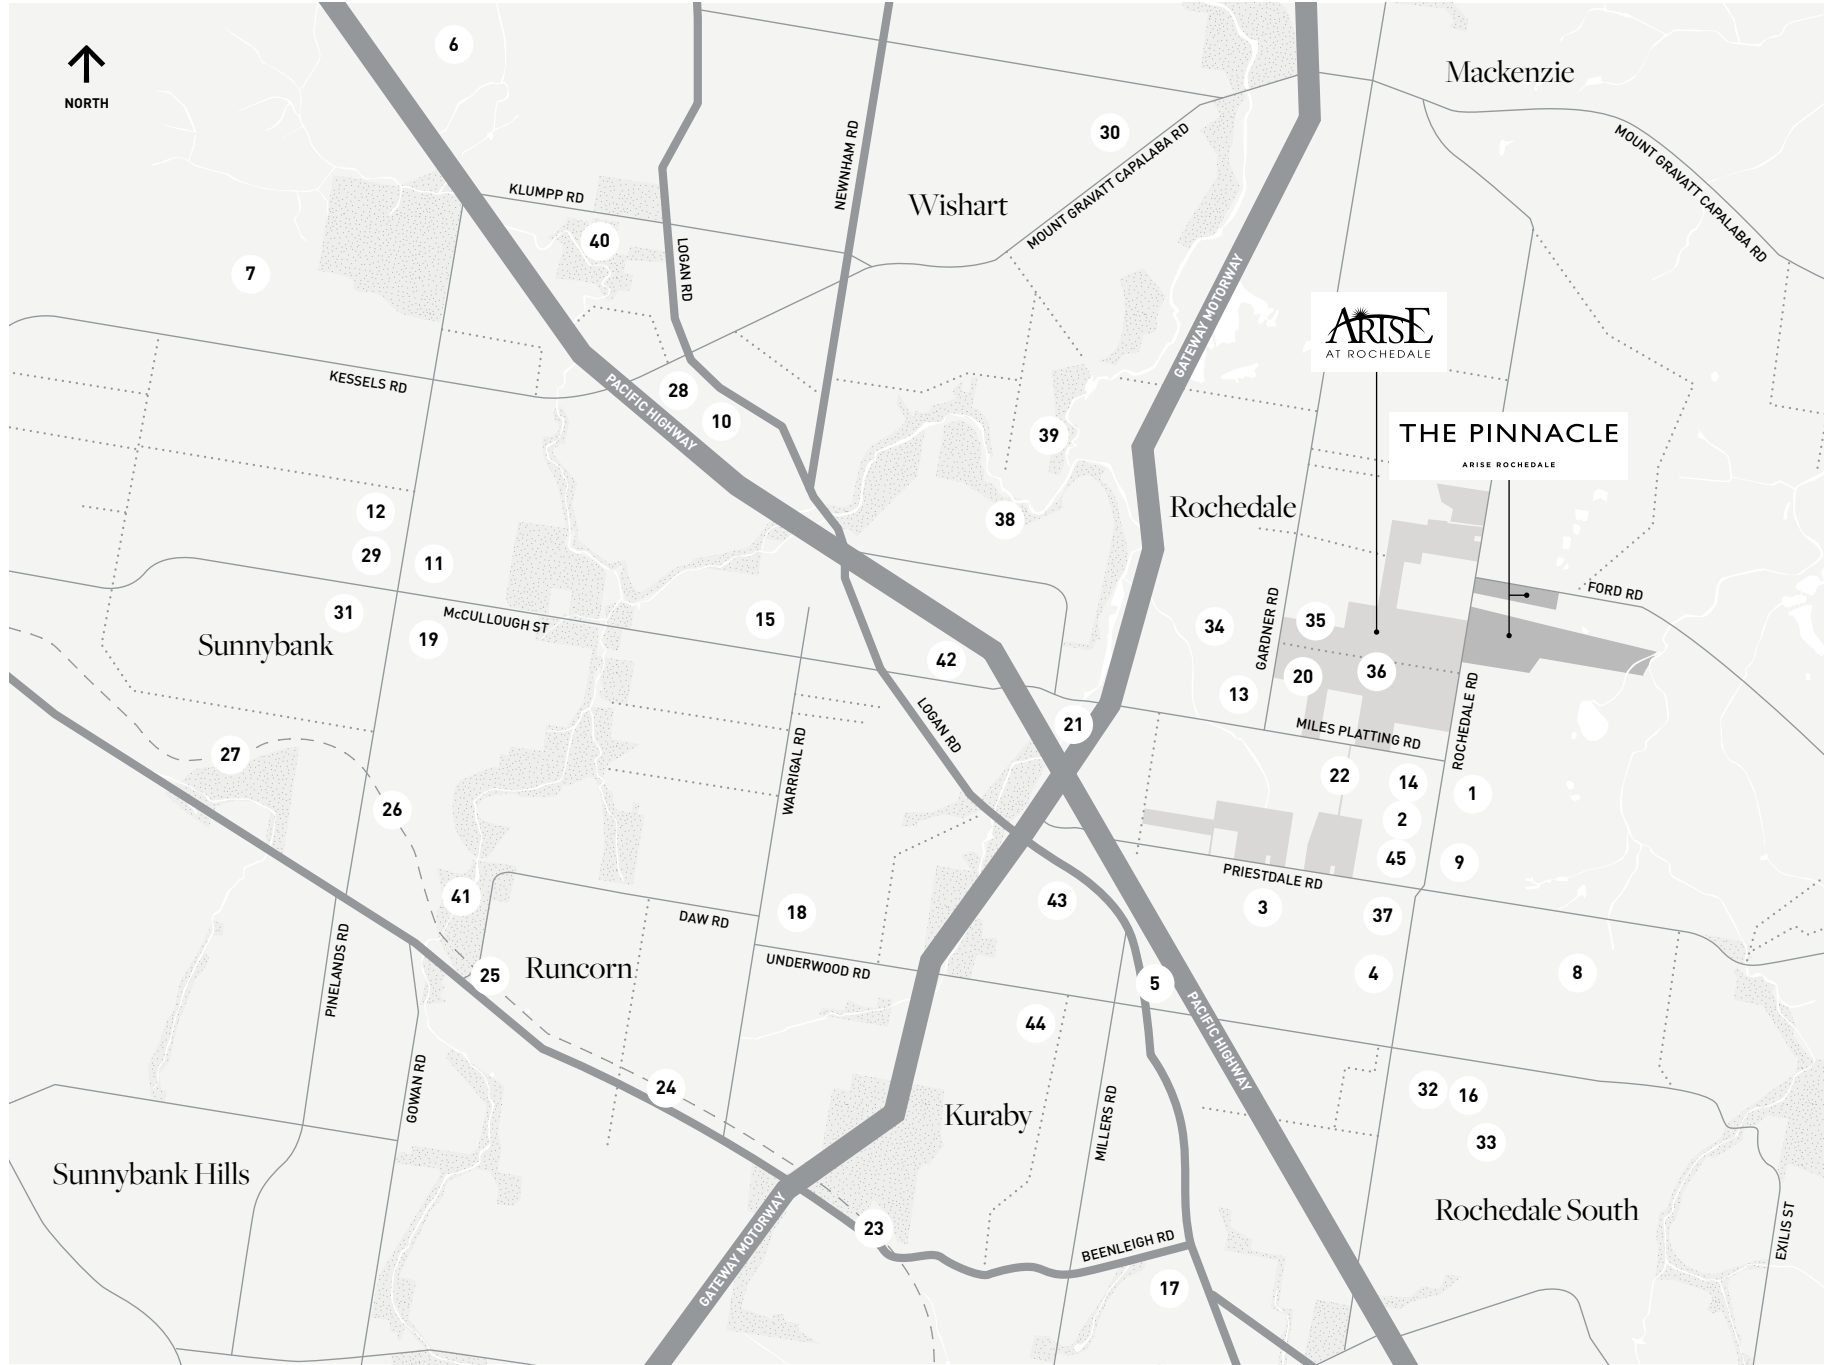 6
Mackenzie
NORTH
30
NEWNHAM RD
MOUNT GRAVATT CAPALABA RD
MOUNT GRAVATT CAPALABA RD
KLUMPP RD
Wishart
40
LOGAN RD
7
GATEWAY MOTORWAY
ARISE
AT ROCHEDALE
KESSELS RD
PACIFIC HIGHWAY
28
10
39
THE PINNACLE
ARISE ROCHEDALE
12
38
Rochedale
29
11
FORD RD
31
McCULLOUGH ST
15
34
GARDNER RD
35
Sunnybank
19
42
20
36
13
LOGAN RD
21
MILES PLATTING RD
ROCHEDALE RD
27
WARRIGAL RD
22
14
1
26
2
45
9
PRIESTDALE RD
41
18
43
3
37
DAW RD
PINELANDS RD
25
Runcorn
UNDERWOOD RD
5
4
8
44
PACIFIC HIGHWAY
GOWAN RD
24
Kuraby
MILLERS RD
32
16
33
Sunnybank Hills
Rochedale South
GATEWAY MOTORWAY
23
BEENLEIGH RD
EXILIS ST
17